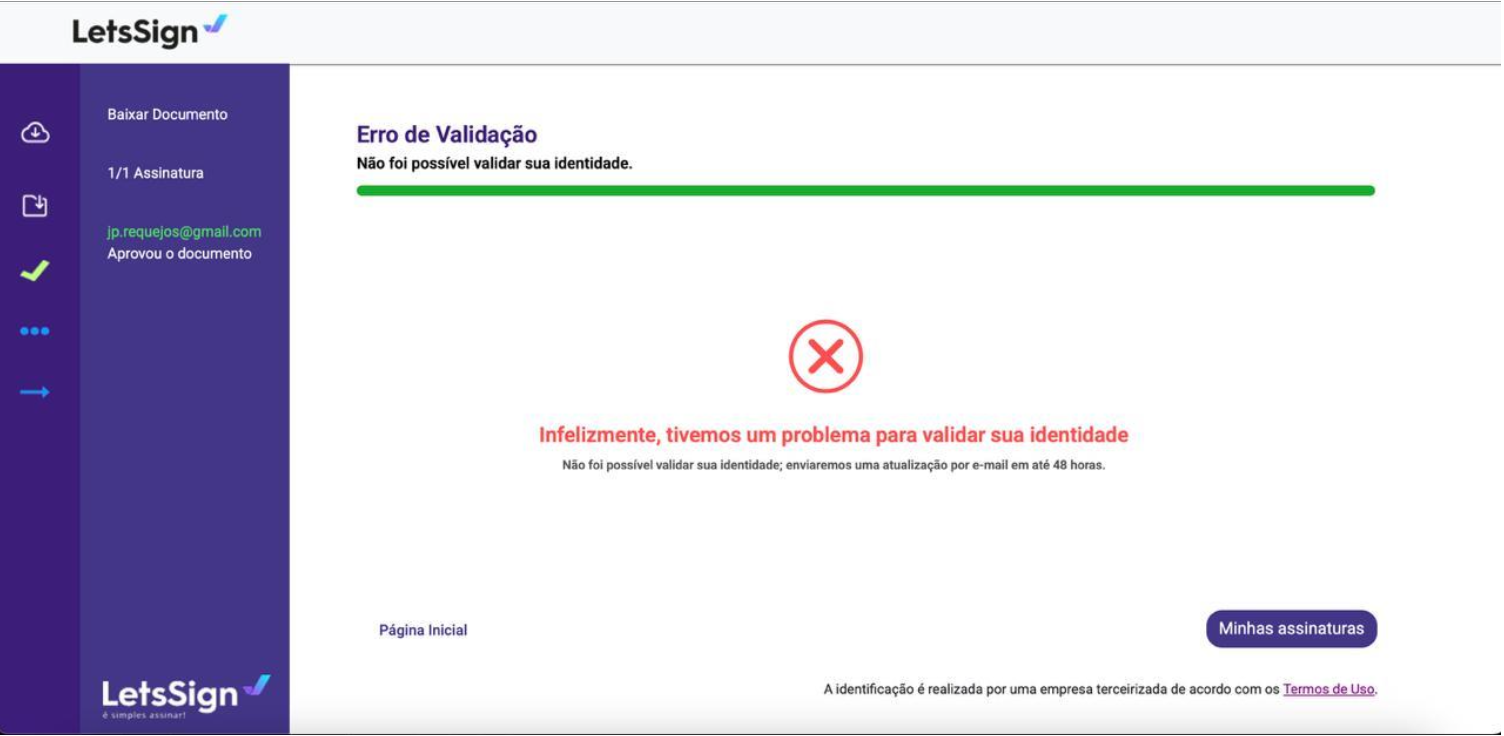 LetsSign
Baixar Documento
1/1 Assinatura
jp.requejos@gmail.com
Aprovou o documento
LetsSign
é simples assinar!
Erro de Validação
Não foi possível validar sua identidade.
Infelizmente, tivemos um problema para validar sua identidade
Não foi possível validar sua identidade; enviaremos uma atualização por e-mail em até 48 horas.
Página Inicial
Minhas assinaturas
A identificação é realizada por uma empresa terceirizada de acordo com os Termos de Uso.